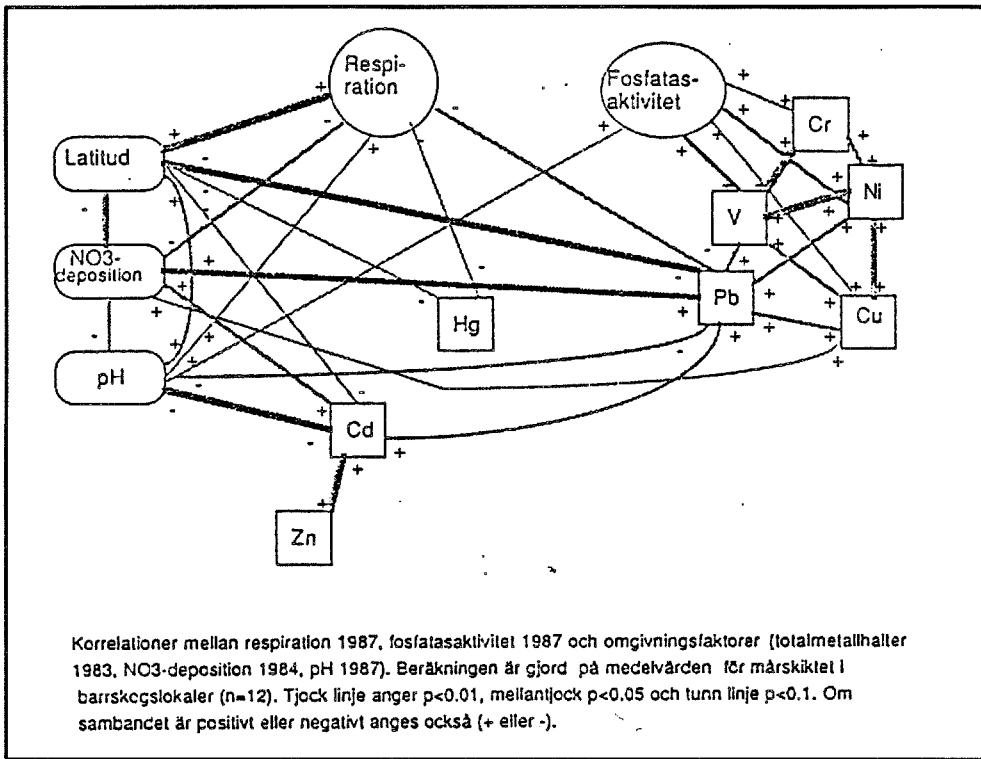 Respi-
ration
Fosfatas-
aktivitet
Cr
Latitud
Ni
V
NO3-
deposition
Pb
Hg
Cu
pH
Cd
Zn
Korrelationer mellan respiration 1987, fosfatasaktivitet 1987 och omgivningsfaktorer (totalmetallhalter
1983, NO3-deposition 1984, pH 1987). Beräkningen är gjord på medelvärden för mårskiktet i
barrskogslokaler (n=12). Tjock linje anger p<0.01, mellantjock p<0.05 och tunn linje p<0.1. Om
sambandet är positivt eller negativt anges också (+ eller -).